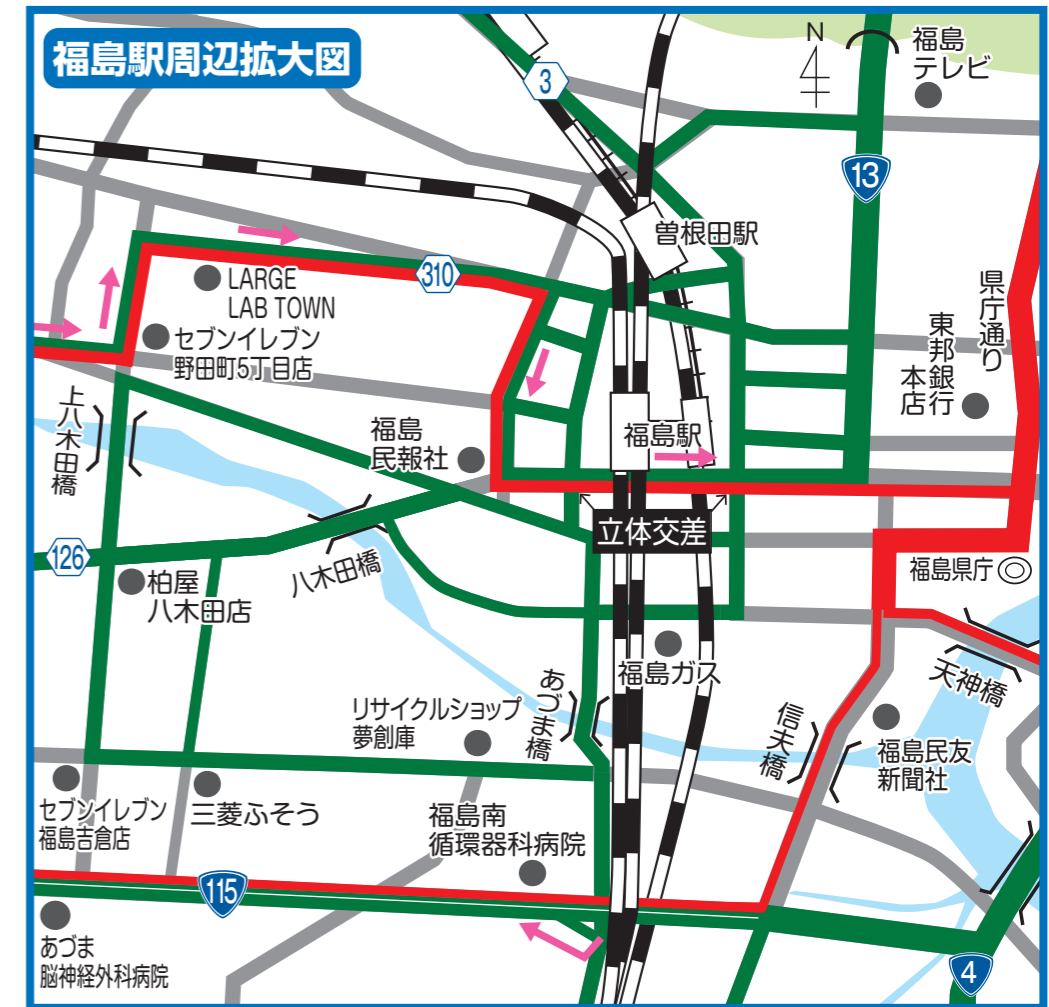 福島駅周辺拡大図
N
福島
テレビ
3
13
曽根田駅
310
LARGE
LAB TOWN
セブンイレブン
野田町5丁目店
県庁通り
東邦銀行
本店
上八木田橋
福島
民報社
福島駅
立体交差
126
八木田橋
福島県庁
柏屋
八木田店
福島ガス
天神橋
あづま橋
リサイクルショップ
夢創庫
信夫橋
福島民友
新聞社
セブンイレブン
福島吉倉店
三菱ふそう
福島南
循環器科病院
115
あづま
脳神経外科病院
4